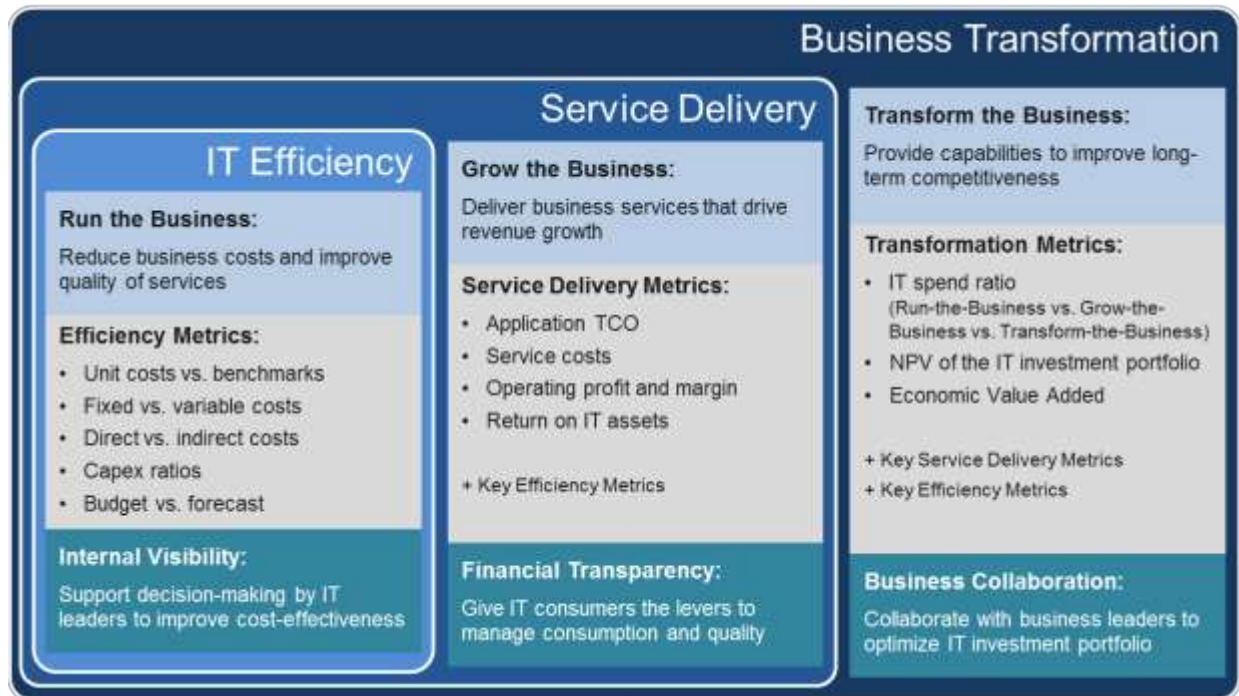 Business Transformation
Service Delivery
IT Efficiency
Run the Business:
Reduce business costs and improve
quality of services
Efficiency Metrics:
• Unit costs vs. benchmarks
• Fixed vs. variable costs
• Direct vs. indirect costs
• Capex ratios
• Budget vs. forecast
Internal Visibility:
Support decision-making by IT
leaders to improve cost-effectiveness
Grow the Business:
Deliver business services that drive
revenue growth
Service Delivery Metrics:
• Application TCO
• Service costs
• Operating profit and margin
• Return on IT assets
+ Key Efficiency Metrics
Financial Transparency:
Give IT consumers the levers to
manage consumption and quality
Transform the Business:
Provide capabilities to improve long-
term competitiveness
Transformation Metrics:
• IT spend ratio
(Run-the-Business vs. Grow-the-
Business vs. Transform-the-Business)
• NPV of the IT investment portfolio
• Economic Value Added
+ Key Service Delivery Metrics
+ Key Efficiency Metrics
Business Collaboration:
Collaborate with business leaders to
optimize IT investment portfolio